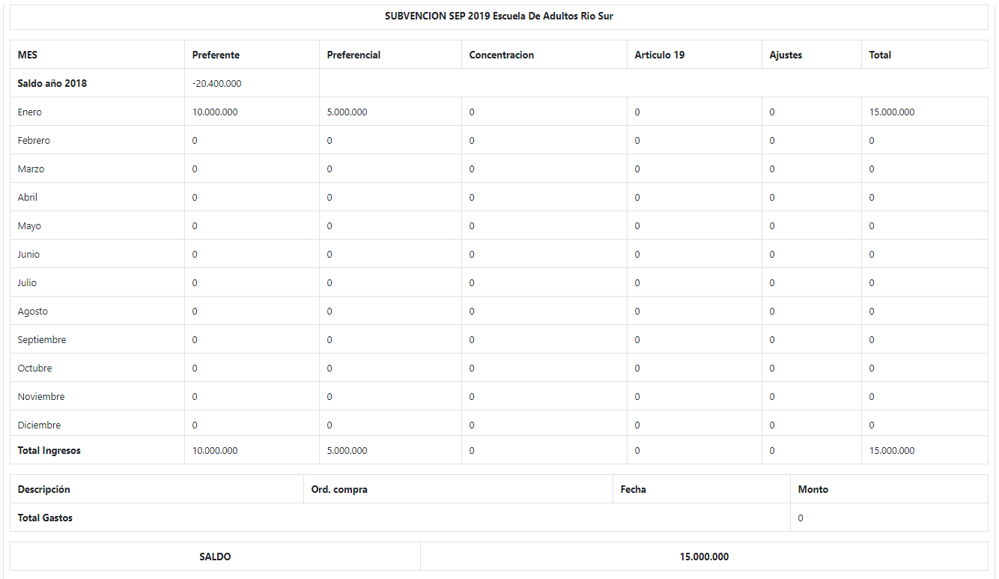 SUBVENCION SEP 2019 Escuela De Adultos Rio Sur
MES Preferente Preferencial Concentracion Articulo 19 Ajustes Total
Saldo año 2018 -20.400.000
Enero 10.000.000 5.000.000 0 0 0 15.000.000
Febrero 0 0 0 0 0 0
Marzo 0 0 0 0 0 0
Abril 0 0 0 0 0 0
Mayo 0 0 0 0 0 0
Junio 0 0 0 0 0 0
Julio 0 0 0 0 0 0
Agosto 0 0 0 0 0 0
Septiembre 0 0 0 0 0 0
Octubre 0 0 0 0 0 0
Noviembre 0 0 0 0 0 0
Diciembre 0 0 0 0 0 0
Total Ingresos 10.000.000 5.000.000 0 0 0 15.000.000
Descripción Ord. compra Fecha Monto
Total Gastos 0
SALDO 15.000.000